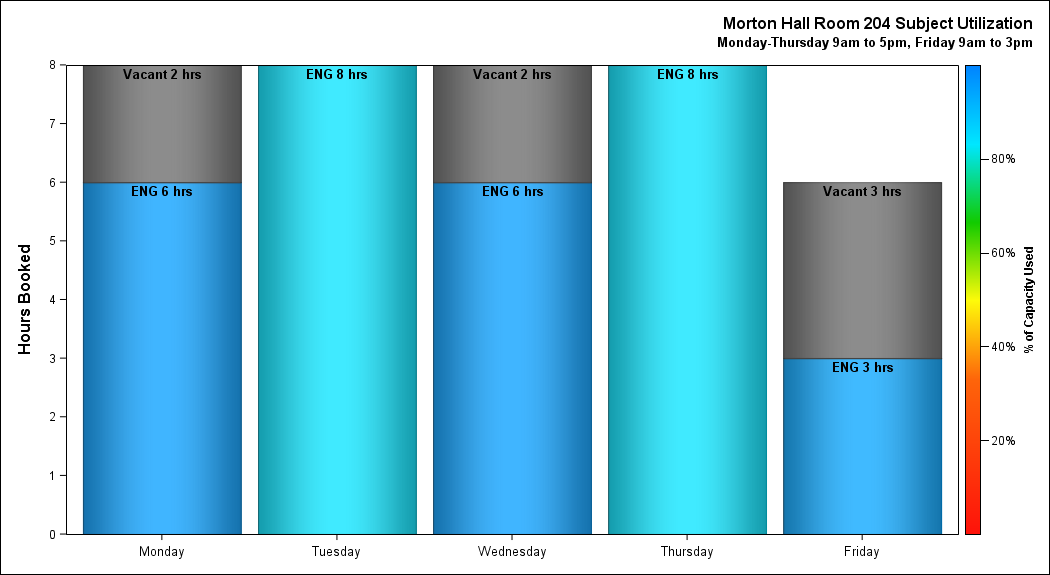 Morton Hall Room 204 Subject Utilization
Monday-Thursday 9am to 5pm, Friday 9am to 3pm
Hours Booked
8
7
6
5
4
3
2
1
0
Vacant 2 hrs
ENG 6 hrs
ENG 8 hrs
Vacant 2 hrs
ENG 6 hrs
ENG 8 hrs
Vacant 3 hrs
ENG 3 hrs
Monday
Tuesday
Wednesday
Thursday
Friday
80%
60%
40%
20%
% of Capacity Used